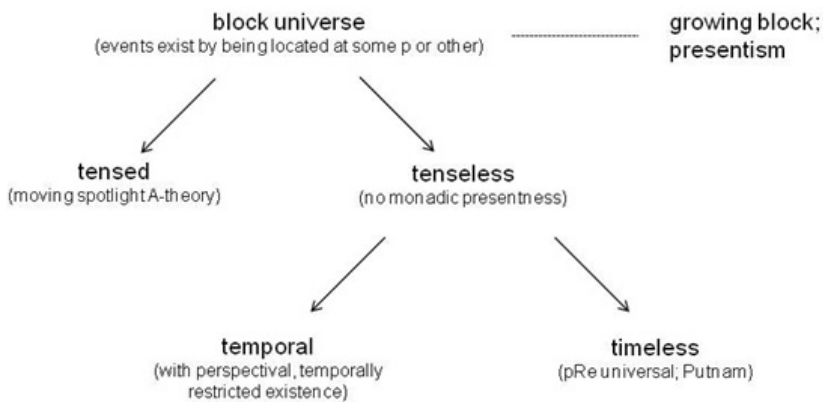 block universe
(events exist by being located at some p or other)
growing block;
presentism
tensed
(moving spotlight A-theory)
tenseless
(no monadic presentness)
temporal
(with perspectival, temporally
restricted existence)
timeless
(pRe universal; Putnam)